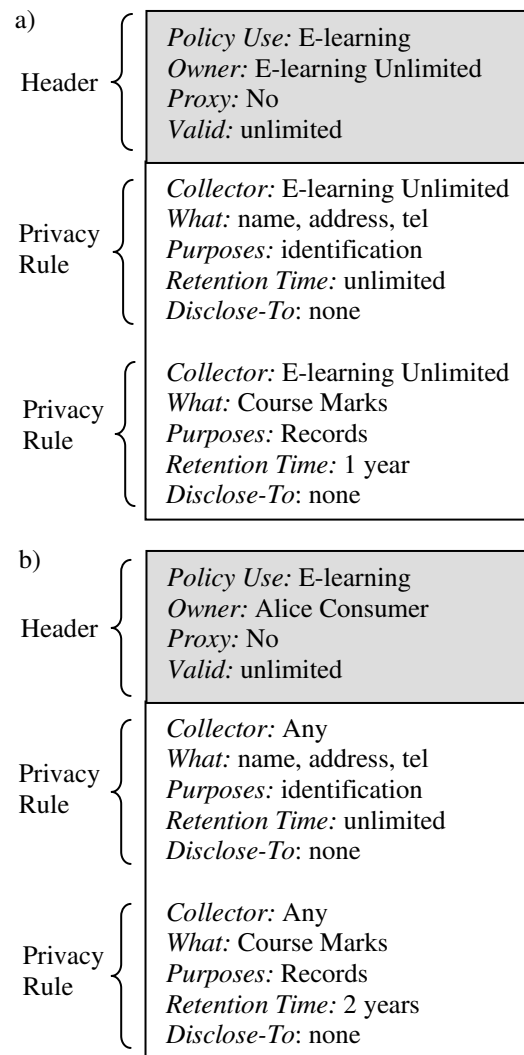 a)
Header
Policy Use: E-learning
Owner: E-learning Unlimited
Proxy: No
Valid: unlimited
Privacy
Rule
Collector: E-learning Unlimited
What: name, address, tel
Purposes: identification
Retention Time: unlimited
Disclose-To: none
Privacy
Rule
Collector: E-learning Unlimited
What: Course Marks
Purposes: Records
Retention Time: 1 year
Disclose-To: none
b)
Header
Policy Use: E-learning
Owner: Alice Consumer
Proxy: No
Valid: unlimited
Privacy
Rule
Collector: Any
What: name, address, tel
Purposes: identification
Retention Time: unlimited
Disclose-To: none
Privacy
Rule
Collector: Any
What: Course Marks
Purposes: Records
Retention Time: 2 years
Disclose-To: none